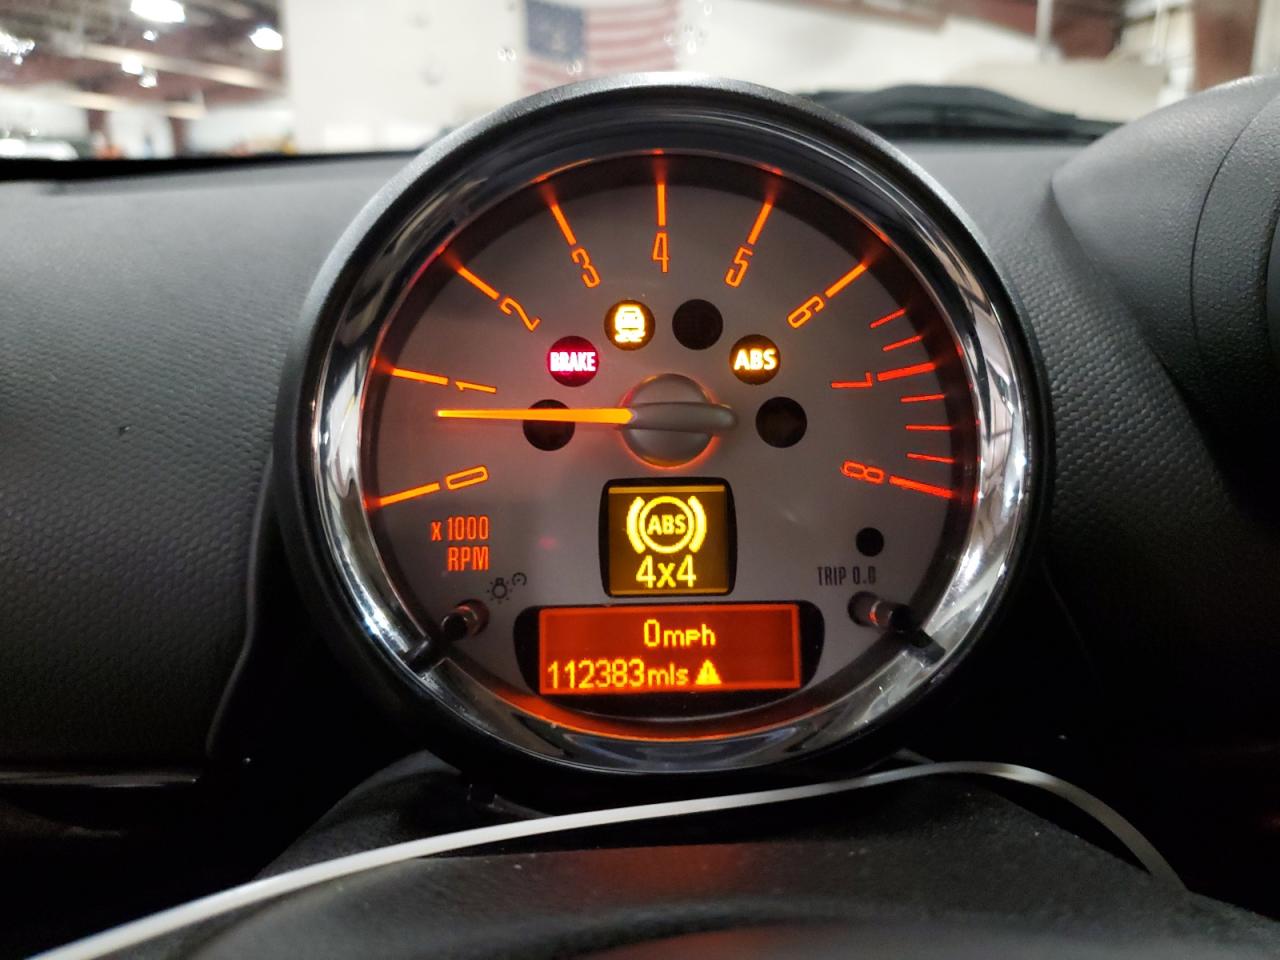 4
3
5
2
6
BRAKE
ABS
1
7
0
8
ABS
4x4
x 1000
RPM
TRIP 0.0
0mph
112383mls